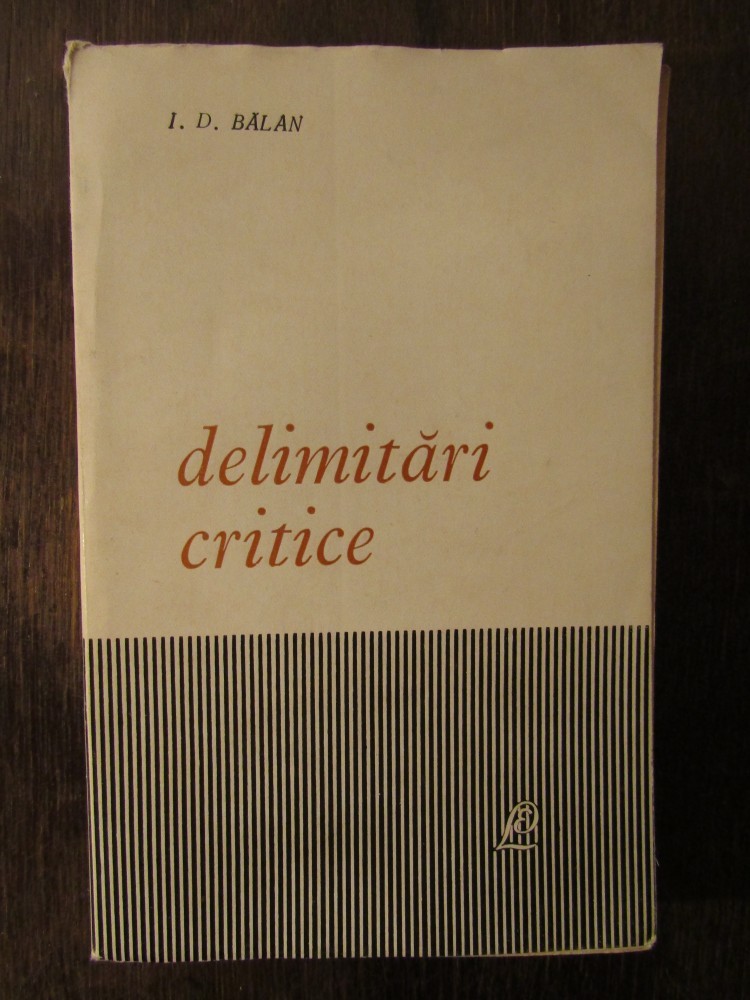 I. D. BĂLAN
delimitări
critice